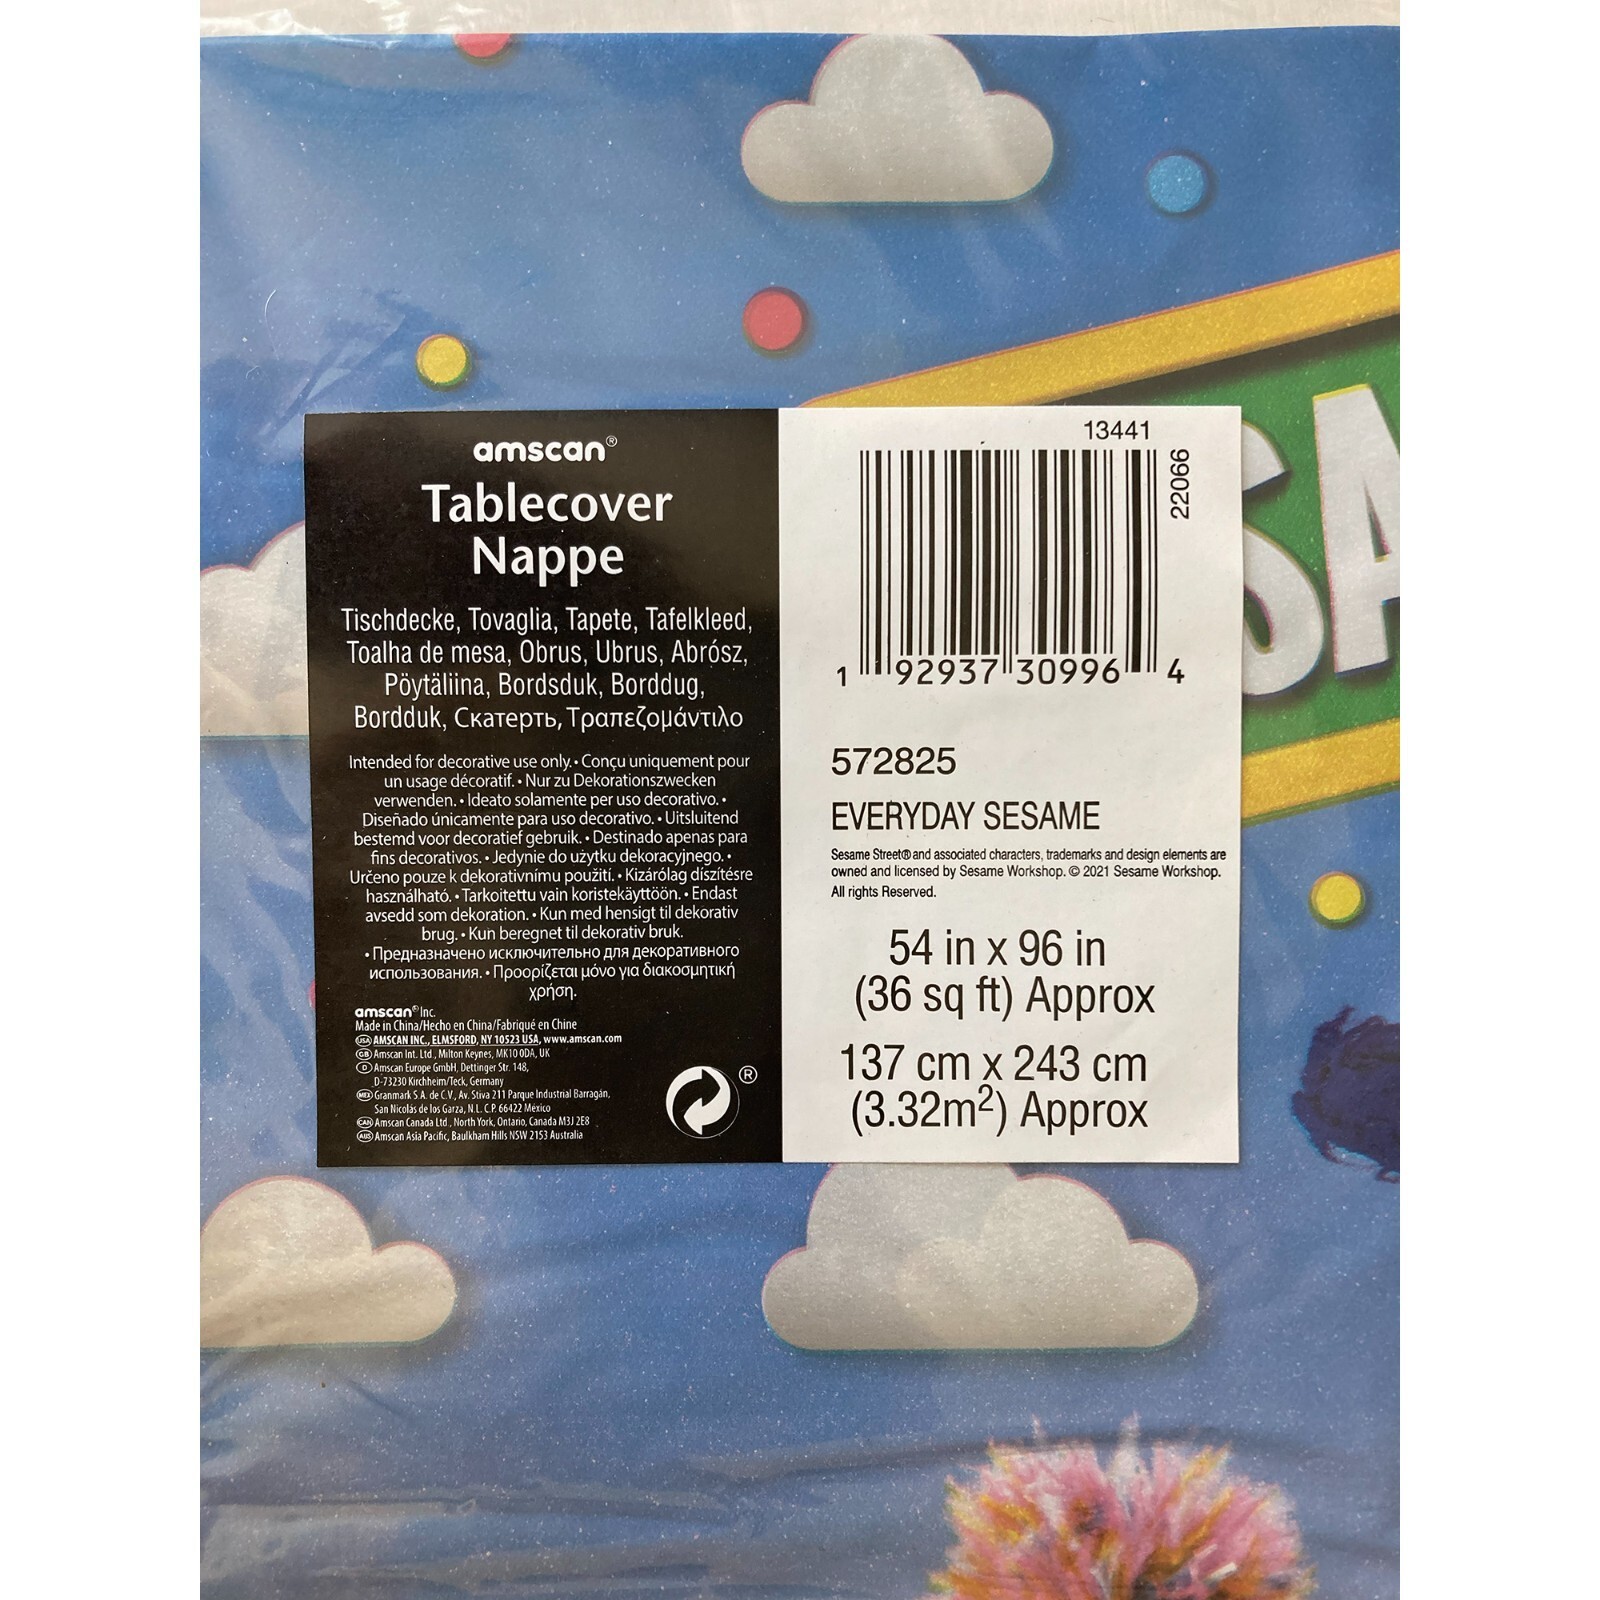 amscan®
Tablecover
Nappe
Tischdecke, Tovaglia, Tapete, Tafelkleed,
Toalha de mesa, Obrus, Ubrus, Abrósz,
Pöytäliina, Bordsduk, Borddug,
Bordduk, Скатерть, Τραπεζομάντιλο
Intended for decorative use only. • Conçu uniquement pour
un usage décoratif. • Nur zu Dekorationszwecken
verwenden. • Ideato solamente per uso decorativo. •
Diseñado únicamente para uso decorativo. • Uitsluitend
bestemd voor decoratief gebruik. • Destinado apenas para
fins decorativos. • Jedynie do użytku dekoracyjnego. •
Určeno pouze k dekorativnímu použití. • Kizárólag díszítésre
használható. • Tarkoitettu vain koristekäyttöön. • Endast
avsedd som dekoration. • Kun med hensigt til dekorativ
brug. • Kun beregnet til dekorativ bruk.
• Предназначено исключительно для декоративного
использования. • Προορίζεται μόνο για διακοσμητική
χρήση.
amscan® Inc.
Made in China/Hecho en China/Fabriqué en Chine
USA AMSCAN INC., ELMSFORD, NY 10523 USA, www.amscan.com
GB Amscan Int. Ltd, Milton Keynes, MK10 0DA, UK
D Amscan Europe GmbH, Dettinger Str. 148,
D-73230 Kirchheim/Teck, Germany
MEX Granmark S.A. de C.V., Av. Stiva 211 Parque Industrial Barragán,
San Nicolás de los Garza, N.L. C.P. 66422 México
CAN Amscan Canada Ltd, North York, Ontario, Canada M3J 2E8
AUS Amscan Asia Pacific, Baulkham Hills NSW 2153 Australia
®
13441
22066
1 92937 30996 4
572825
EVERYDAY SESAME
Sesame Street® and associated characters, trademarks and design elements are
owned and licensed by Sesame Workshop. © 2021 Sesame Workshop.
All rights Reserved.
54 in x 96 in
(36 sq ft) Approx
137 cm x 243 cm
(3.32m²) Approx
SA